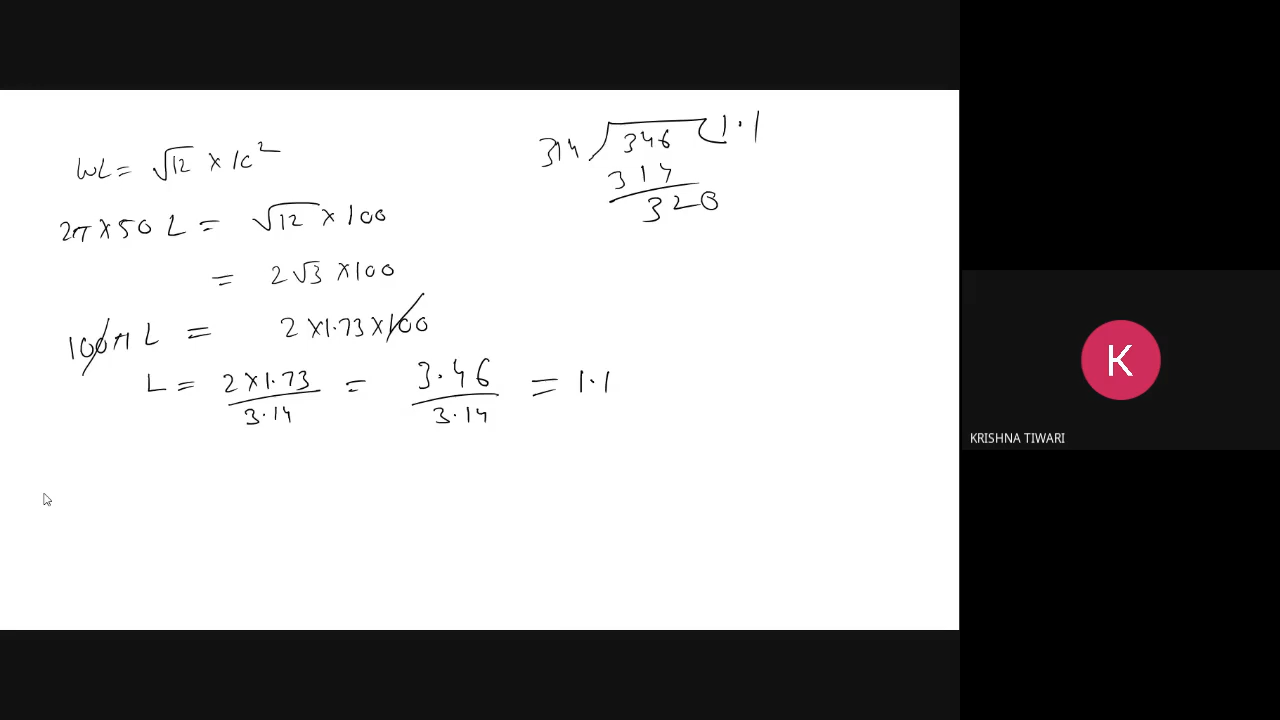 WL = √12 × 10²
2π × 50 L = √12 × 100
= 2√3 × 100
100π L = 2 × 1.73 × 100
L = 2 × 1.73 / 3.14 = 3.46 / 3.14 = 1.1
314 ) 346 ( 1.1
314
320
K
KRISHNA TIWARI